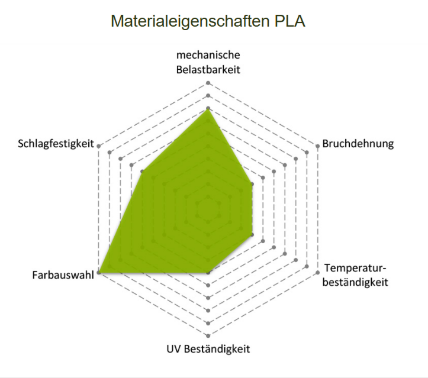 Materialeigenschaften PLA
mechanische
Belastbarkeit
Schlagfestigkeit
Bruchdehnung
Farbauswahl
Temperatur-
beständigkeit
UV Beständigkeit